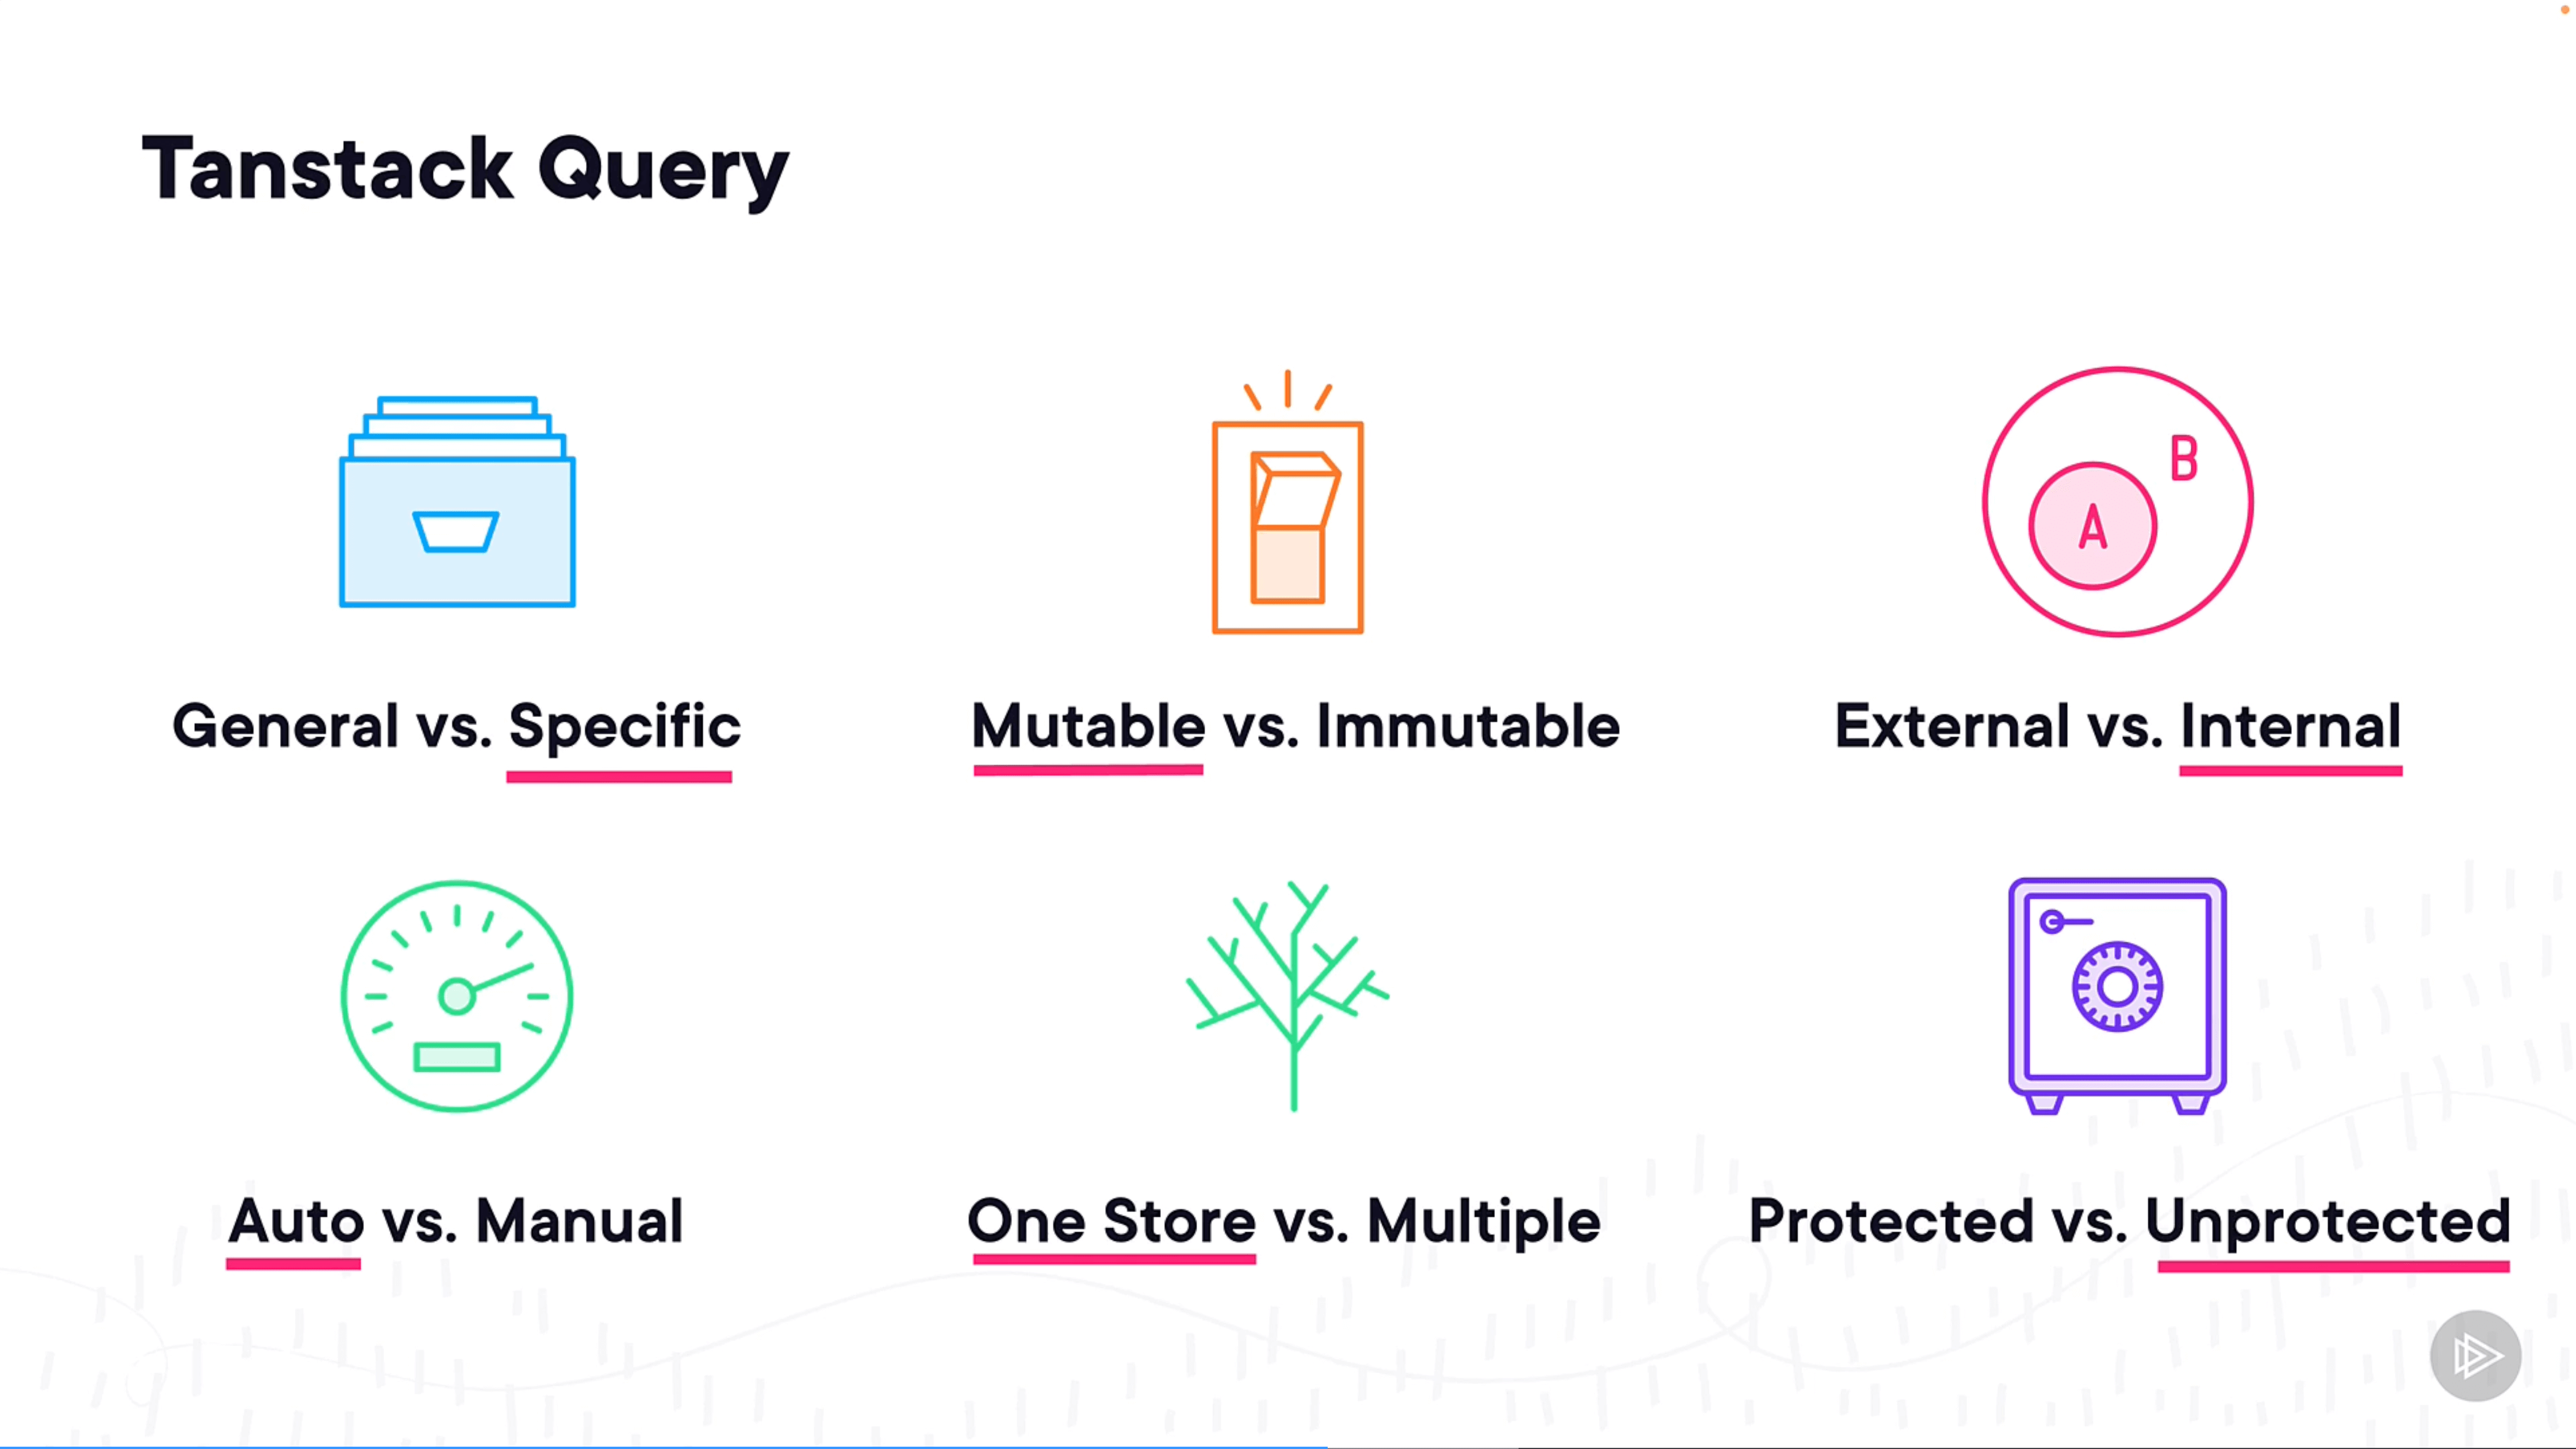 Tanstack Query
B
A
General vs. Specific
Mutable vs. Immutable
External vs. Internal
Auto vs. Manual
One Store vs. Multiple
Protected vs. Unprotected